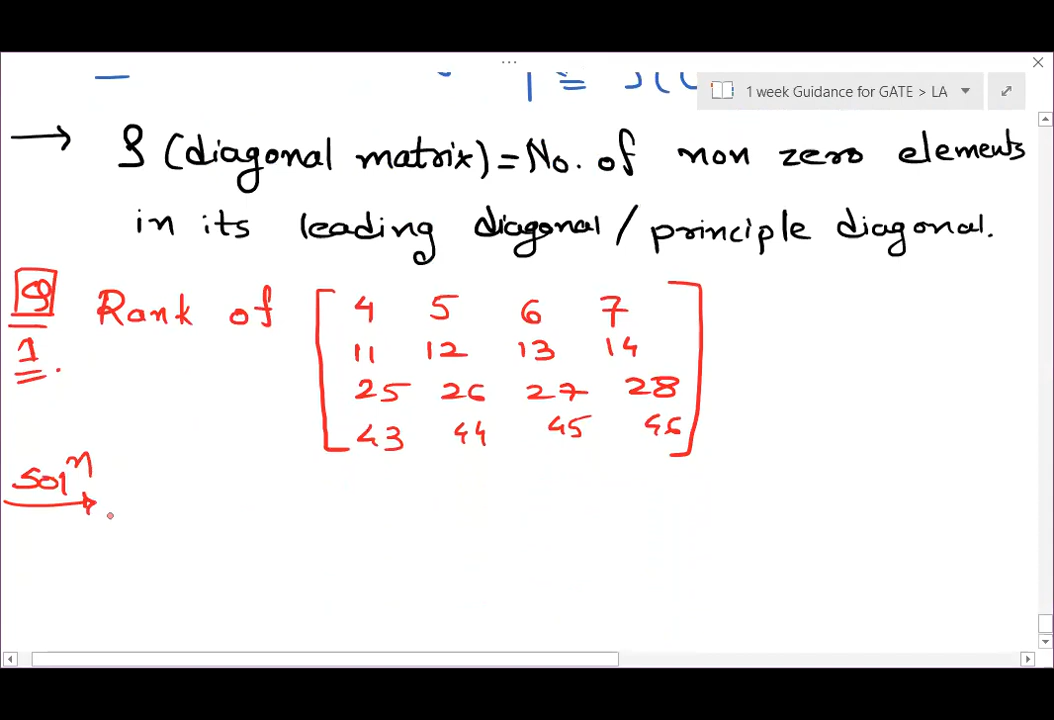 1 week Guidance for GATE > LA
→ ρ (diagonal matrix) = No. of non zero elements
in its leading diagonal / principle diagonal.
Q 1. Rank of
4 5 6 7
11 12 13 14
25 26 27 28
43 44 45 46
Solⁿ